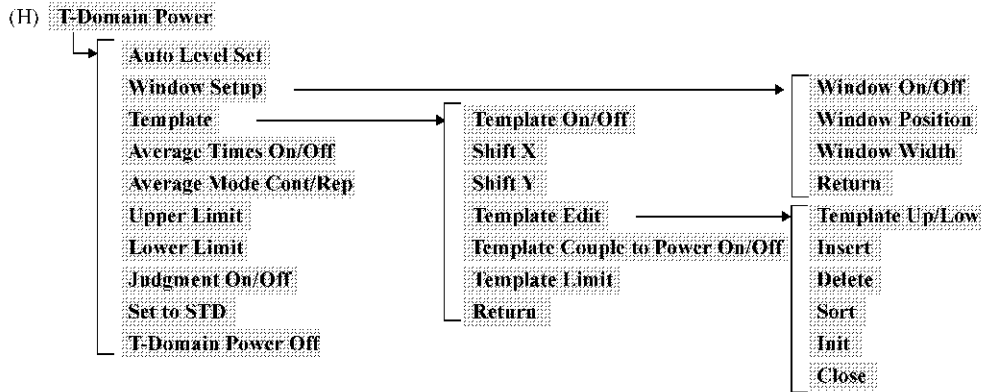 (H) T-Domain Power
Auto Level Set
Window Setup
Template
Average Times On/Off
Average Mode Cont/Rep
Upper Limit
Lower Limit
Judgment On/Off
Set to STD
T-Domain Power Off
Template On/Off
Shift X
Shift Y
Template Edit
Template Couple to Power On/Off
Template Limit
Return
Window On/Off
Window Position
Window Width
Return
Template Up/Low
Insert
Delete
Sort
Init
Close